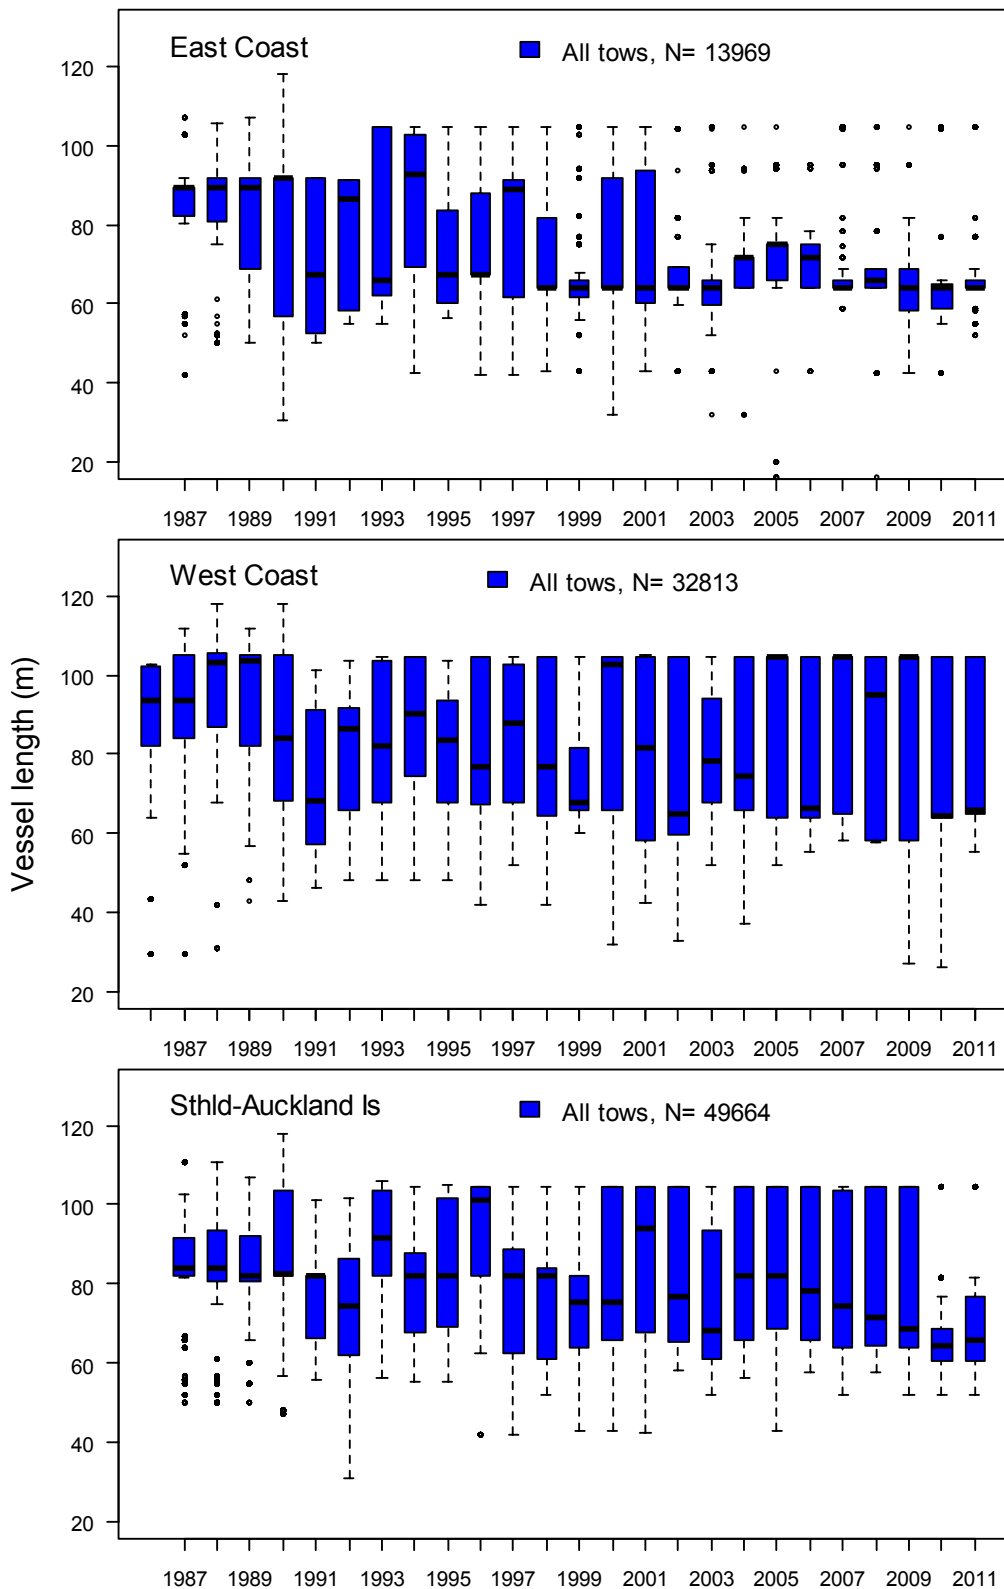 East Coast
All tows, N= 13969
120
100
80
60
40
20
1987 1989 1991 1993 1995 1997 1999 2001 2003 2005 2007 2009 2011
West Coast
All tows, N= 32813
Vessel length (m)
120
100
80
60
40
20
1987 1989 1991 1993 1995 1997 1999 2001 2003 2005 2007 2009 2011
Sthld-Auckland Is
All tows, N= 49664
120
100
80
60
40
20
1987 1989 1991 1993 1995 1997 1999 2001 2003 2005 2007 2009 2011